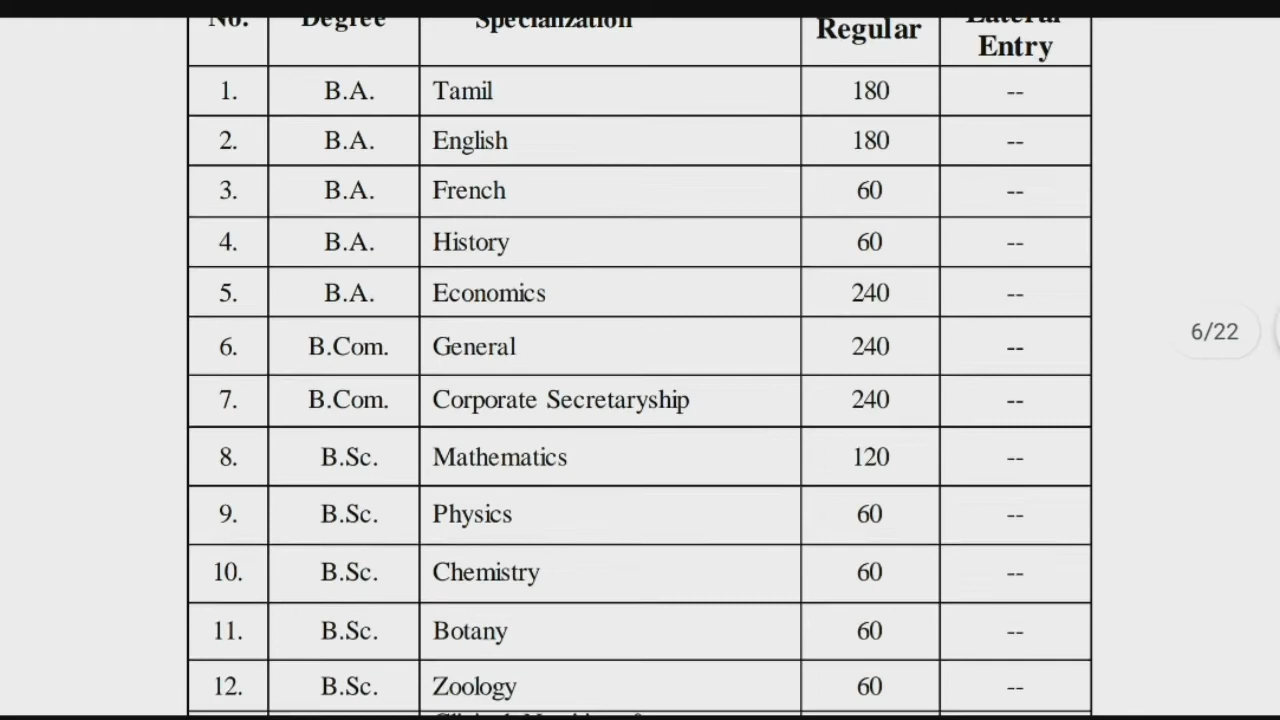 No. Degree Specialization Regular Lateral Entry
1. B.A. Tamil 180 --
2. B.A. English 180 --
3. B.A. French 60 --
4. B.A. History 60 --
5. B.A. Economics 240 --
6. B.Com. General 240 --
7. B.Com. Corporate Secretaryship 240 --
8. B.Sc. Mathematics 120 --
9. B.Sc. Physics 60 --
10. B.Sc. Chemistry 60 --
11. B.Sc. Botany 60 --
12. B.Sc. Zoology 60 --
6/22